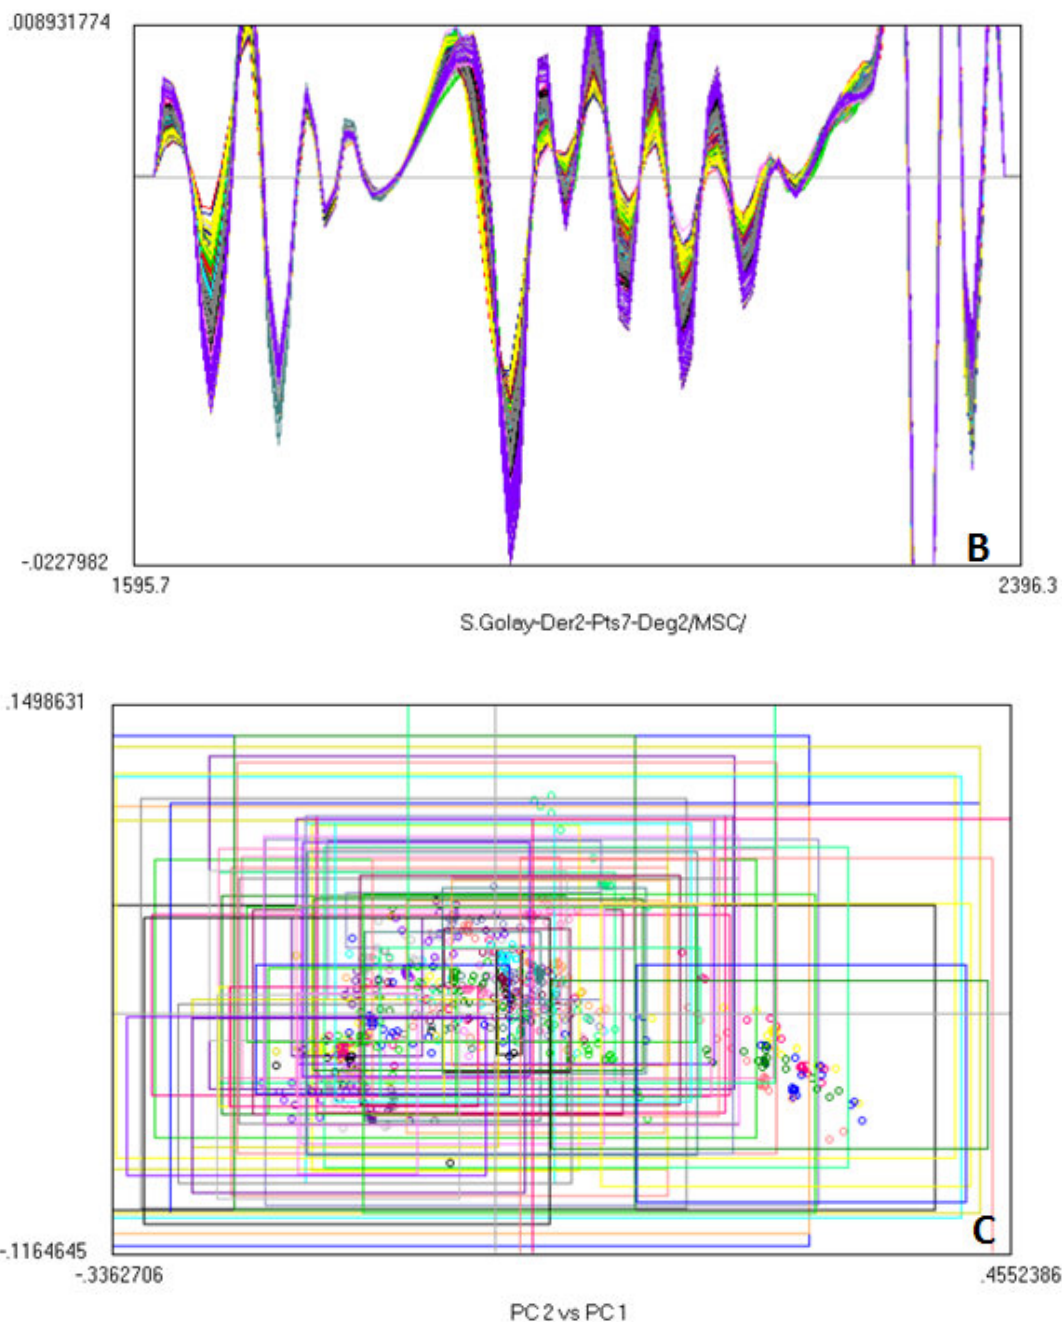 .008931774
-.0227982
B
1595.7
2396.3
S.Golay-Der2-Pts7-Deg2/MSC/
.1498631
-.1164645
C
-.3362706
.4552386
PC 2 vs PC 1